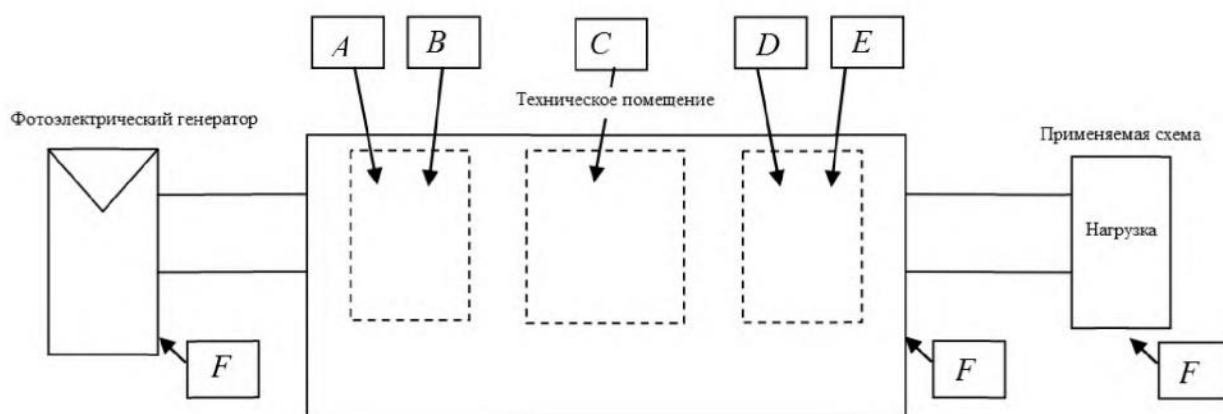 A B C D E
Техническое помещение
Фотоэлектрический генератор
Применяемая схема
Нагрузка
F F F